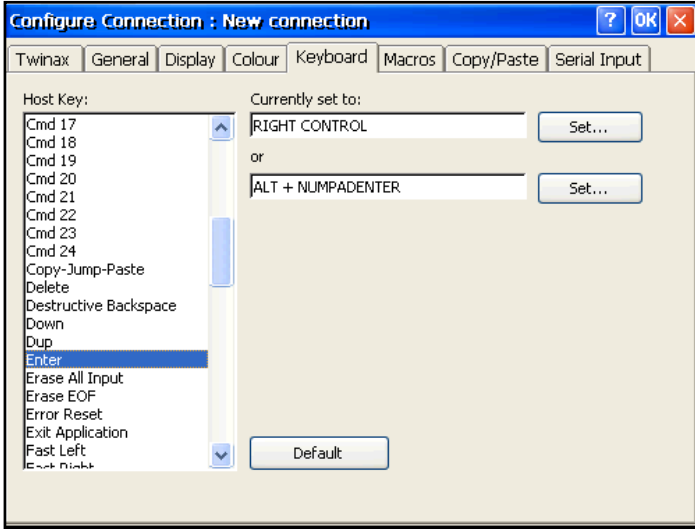 Configure Connection : New connection
? OK X
Twinax General Display Colour Keyboard Macros Copy/Paste Serial Input
Host Key:
Cmd 17
Cmd 18
Cmd 19
Cmd 20
Cmd 21
Cmd 22
Cmd 23
Cmd 24
Copy-Jump-Paste
Delete
Destructive Backspace
Down
Dup
Enter
Erase All Input
Erase EOF
Error Reset
Exit Application
Fast Left
Fast Right
Currently set to:
RIGHT CONTROL Set...
or
ALT + NUMPADENTER Set...
Default